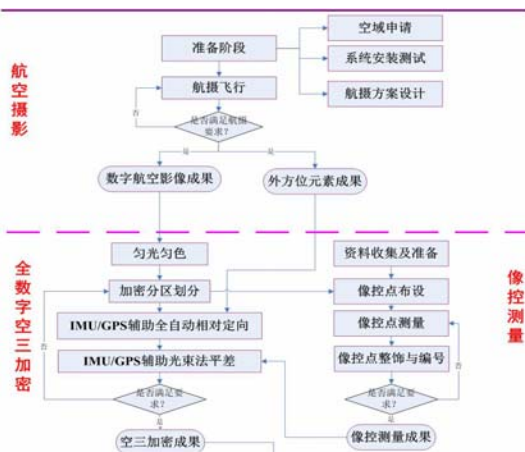 航空摄影
准备阶段
空域申请
系统安装测试
航摄方案设计
航摄飞行
否
是否满足航摄
要求?
是
是
数字航空影像成果
外方位元素成果
全数字空三加密
匀光匀色
加密分区划分
IMU/GPS辅助全自动相对定向
IMU/GPS辅助光束法平差
否
是否满足要
求?
是
空三加密成果
像控测量
资料收集及准备
像控点布设
像控点测量
像控点整饰与编号
否
是否满足要
求?
是
像控测量成果